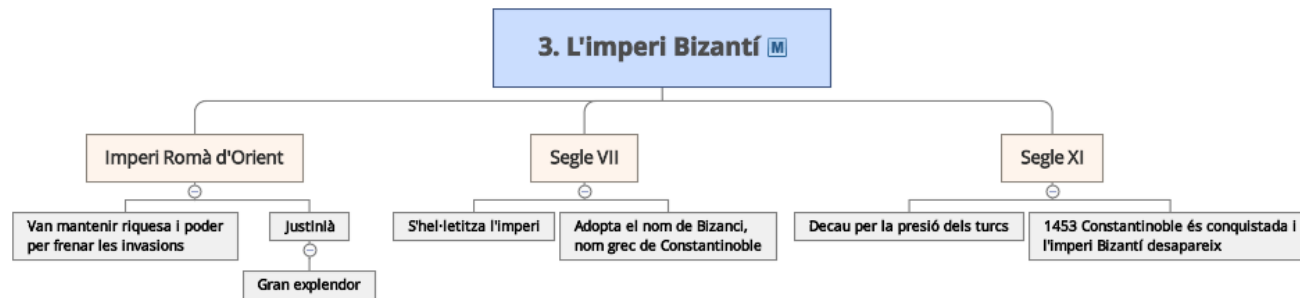 3. L'imperi Bizantí M
Imperi Romà d'Orient
Segle VII
Segle XI
Van mantenir riquesa i poder
per frenar les invasions
Justinià
S'hel·letitza l'imperi
Adopta el nom de Bizanci,
nom grec de Constantinoble
Decau per la presió dels turcs
1453 Constantinoble és conquistada i
l'imperi Bizantí desapareix
Gran explendor